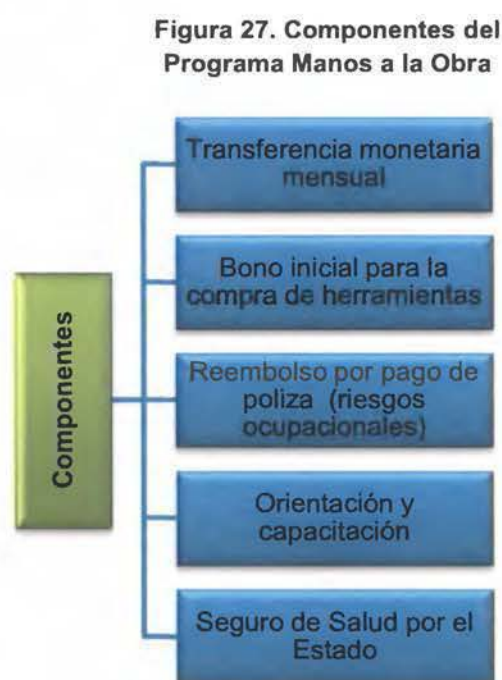 Figura 27. Componentes del
Programa Manos a la Obra
Componentes
Transferencia monetaria
mensual
Bono inicial para la
compra de herramientas
Reembolso por pago de
poliza (riesgos
ocupacionales)
Orientación y
capacitación
Seguro de Salud por el
Estado